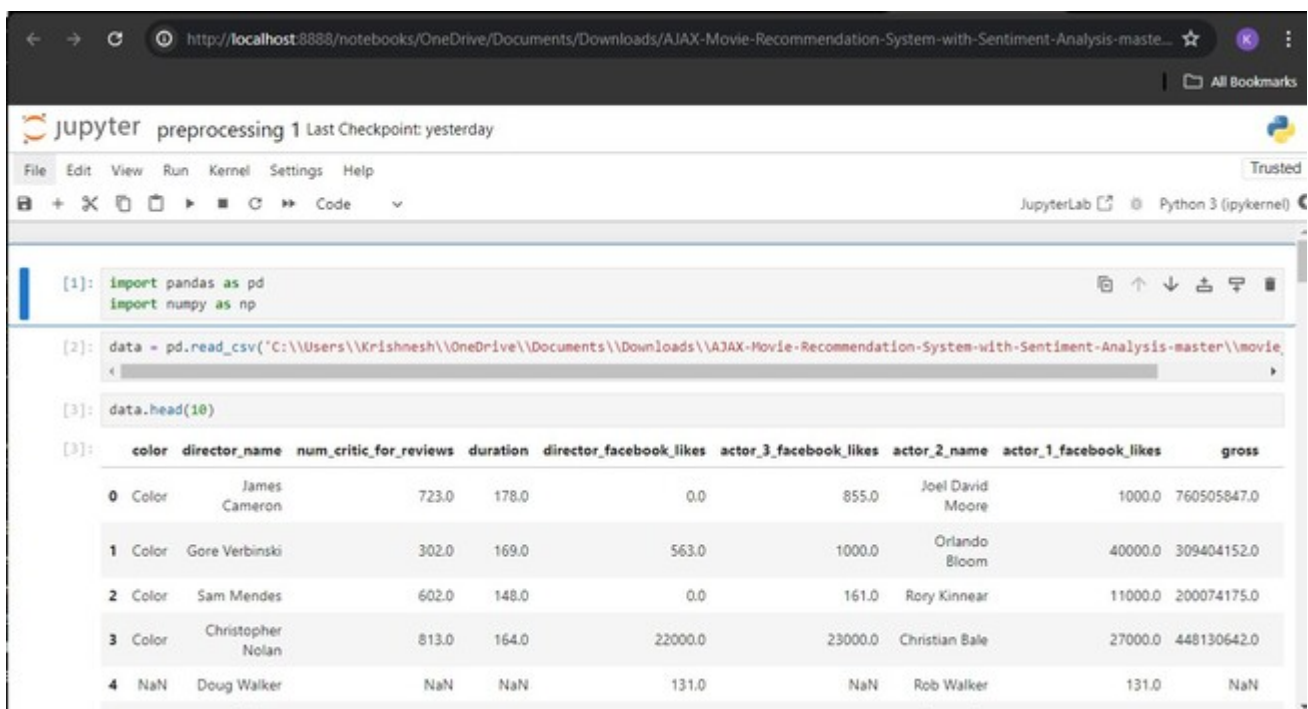 http://localhost:8888/notebooks/OneDrive/Documents/Downloads/AJAX-Movie-Recommendation-System-with-Sentiment-Analysis-maste...
K
All Bookmarks
jupyter preprocessing 1 Last Checkpoint: yesterday
File Edit View Run Kernel Settings Help Trusted
Code JupyterLab Python 3 (ipykernel)
[1]: import pandas as pd
import numpy as np
[2]: data = pd.read_csv('C:\\Users\\Krishnesh\\OneDrive\\Documents\\Downloads\\AJAX-Movie-Recommendation-System-with-Sentiment-Analysis-master\\movie_
[3]: data.head(10)
[3]: color director_name num_critic_for_reviews duration director_facebook_likes actor_3_facebook_likes actor_2_name actor_1_facebook_likes gross
0 Color James Cameron 723.0 178.0 0.0 855.0 Joel David Moore 1000.0 760505847.0
1 Color Gore Verbinski 302.0 169.0 563.0 1000.0 Orlando Bloom 40000.0 309404152.0
2 Color Sam Mendes 602.0 148.0 0.0 161.0 Rory Kinnear 11000.0 200074175.0
3 Color Christopher Nolan 813.0 164.0 22000.0 23000.0 Christian Bale 27000.0 448130642.0
4 NaN Doug Walker NaN NaN 131.0 NaN Rob Walker 131.0 NaN